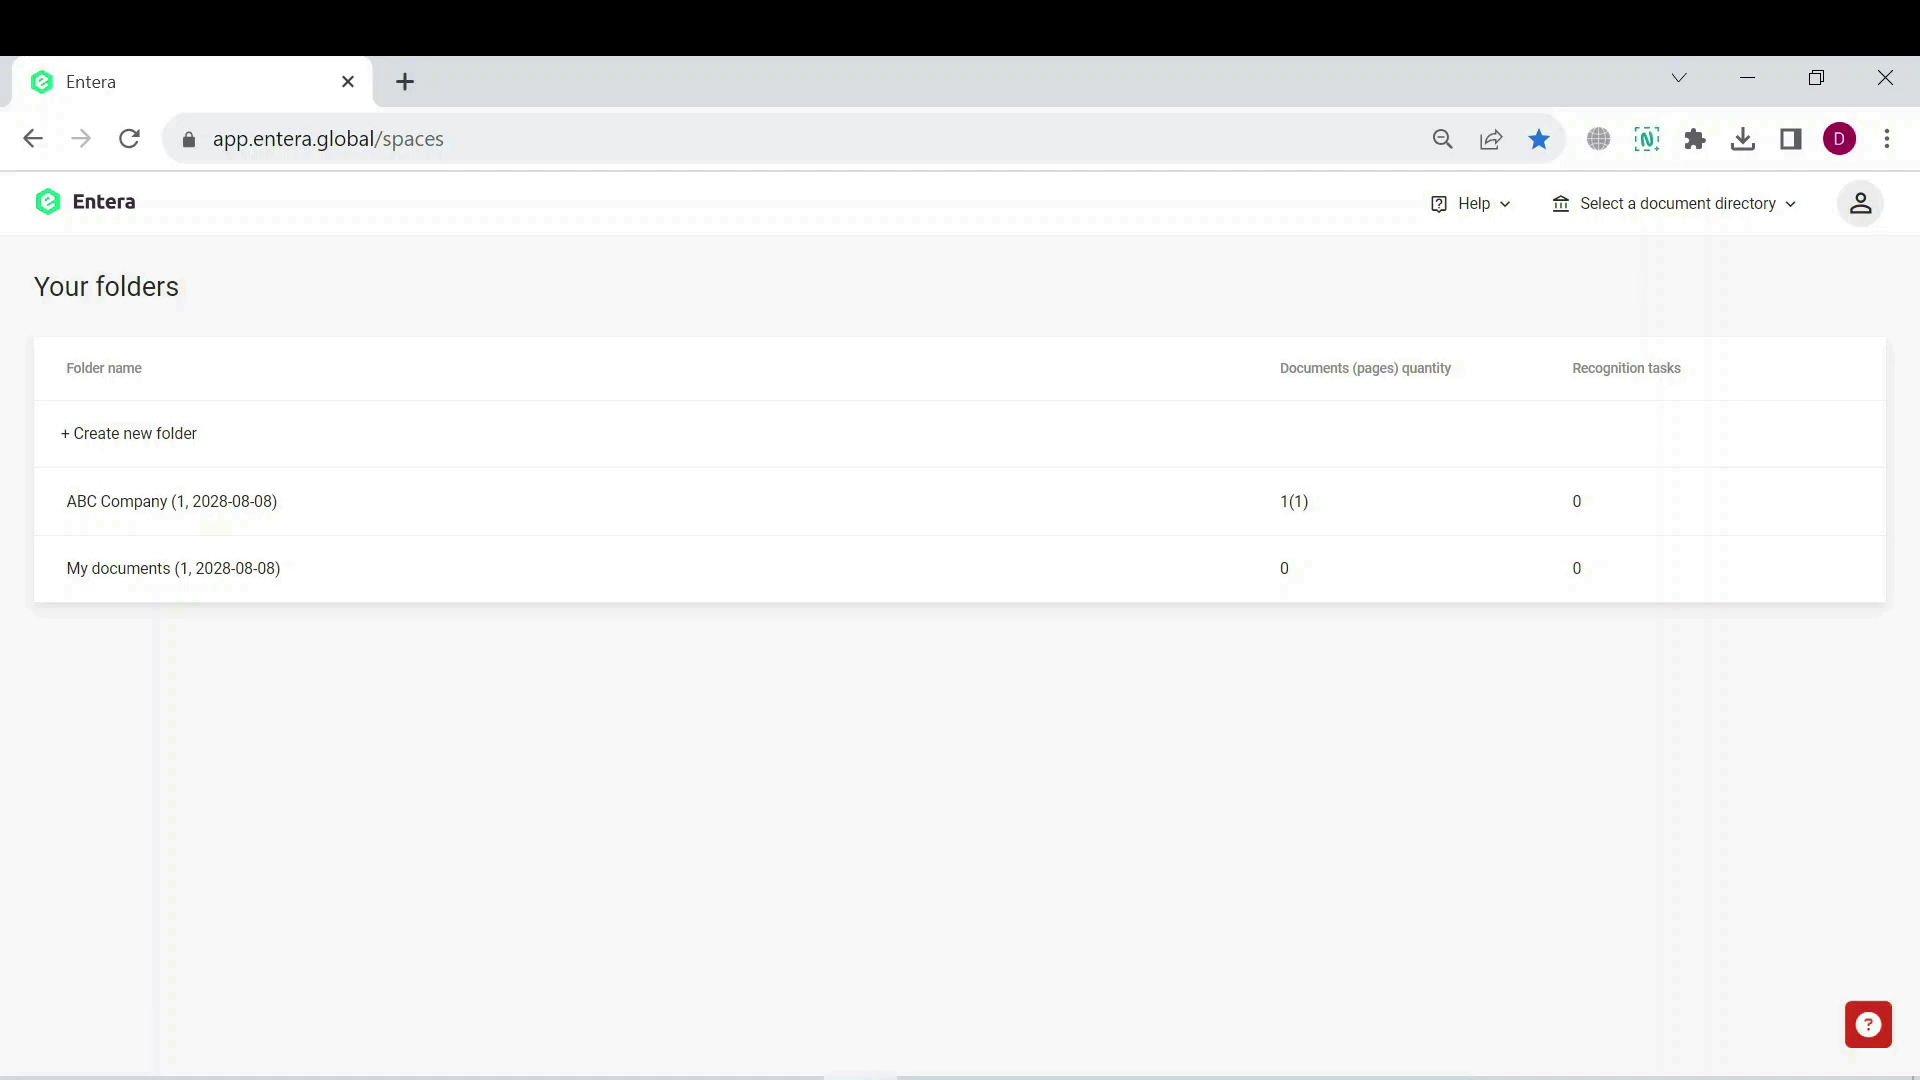 Entera
app.entera.global/spaces
D
Entera
Help
Select a document directory
Your folders
Folder name Documents (pages) quantity Recognition tasks
+ Create new folder
ABC Company (1, 2028-08-08) 1(1) 0
My documents (1, 2028-08-08) 0 0
?